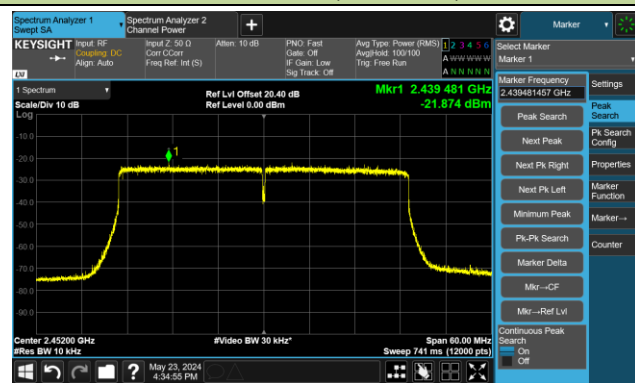 Spectrum Analyzer 1
Swept SA
Spectrum Analyzer 2
Channel Power
Marker
KEYSIGHT
Input: RF
Coupling: DC
Align: Auto
Input Z: 50 Ω
Corr CCorr
Freq Ref: Int (S)
Atten: 10 dB
PNO: Fast
Gate: Off
IF Gain: Low
Sig Track: Off
Avg Type: Power (RMS)
Avg|Hold: 100/100
Trig: Free Run
1 2 3 4 5 6
A W W W W W
A N N N N N
LXI
Select Marker
Marker 1
1 Spectrum
Scale/Div 10 dB
Log
Ref Lvl Offset 20.40 dB
Ref Level 0.00 dBm
Mkr1 2.439 481 GHz
-21.874 dBm
-10.0
-20.0
-30.0
-40.0
-50.0
-60.0
-70.0
-80.0
-90.0
1
Center 2.45200 GHz
#Res BW 10 kHz
#Video BW 30 kHz*
Span 60.00 MHz
Sweep 741 ms (12000 pts)
Marker Frequency
2.439481457 GHz
Peak Search
Next Peak
Next Pk Right
Next Pk Left
Minimum Peak
Pk-Pk Search
Marker Delta
Mkr→CF
Mkr→Ref Lvl
Continuous Peak
Search
On
Off
Settings
Peak
Search
Pk Search
Config
Properties
Marker
Function
Marker→
Counter
May 23, 2024
4:34:55 PM